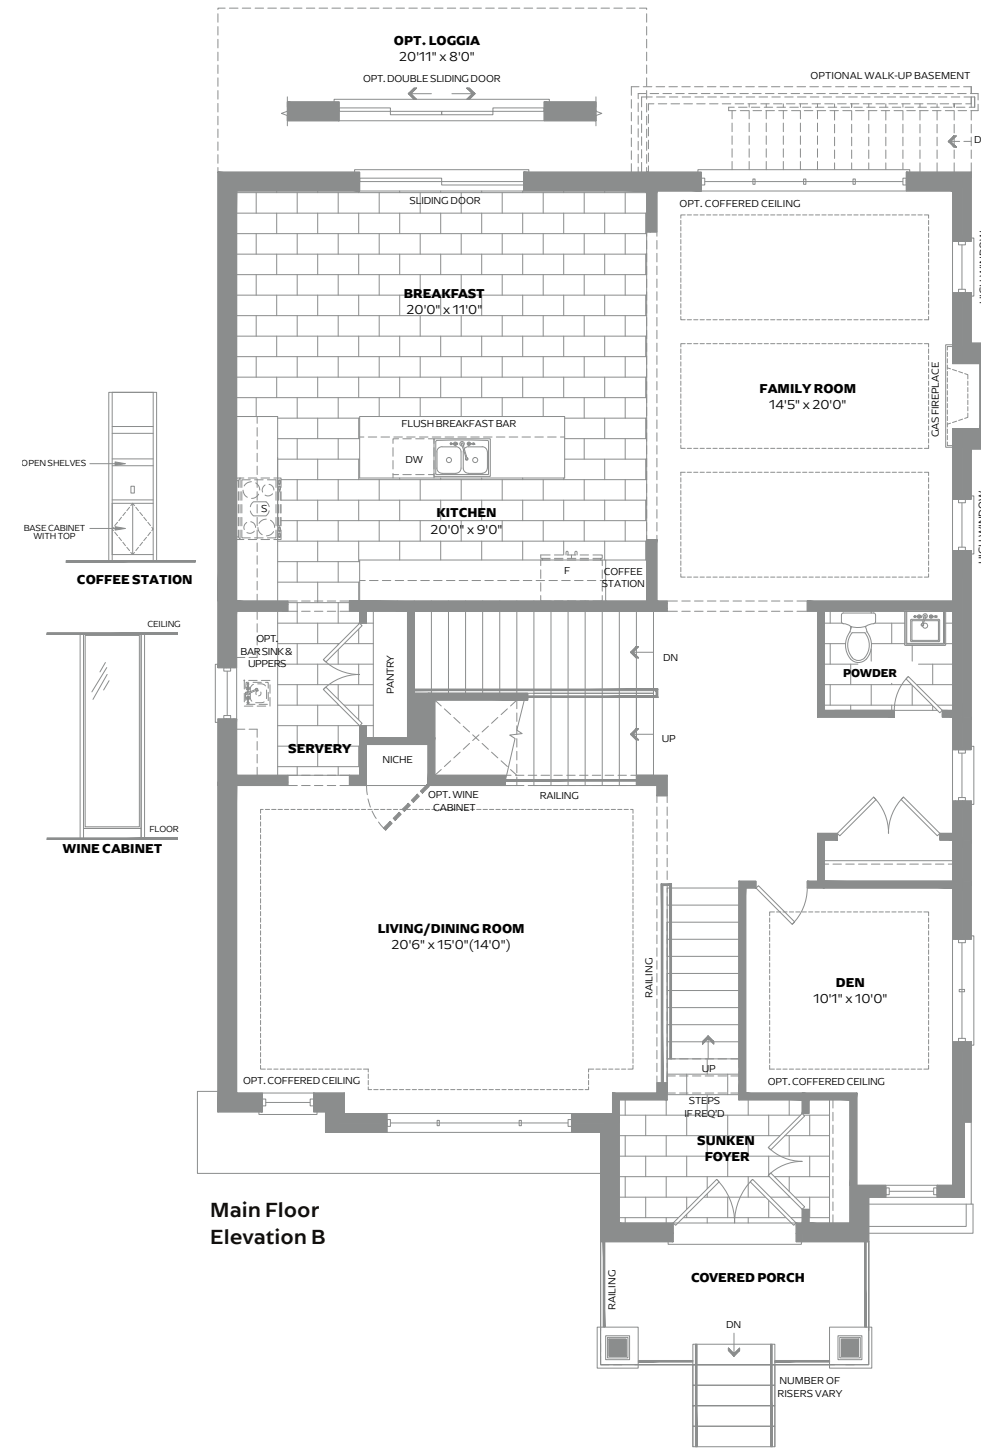 OPT. LOGGIA
20'11" x 8'0"
OPT. DOUBLE SLIDING DOOR
OPTIONAL WALK-UP BASEMENT
D
SLIDING DOOR
OPT. COFFERED CEILING
BREAKFAST
20'0" x 11'0"
FAMILY ROOM
14'5" x 20'0"
GAS FIREPLACE
FLUSH BREAKFAST BAR
DW
S
KITCHEN
20'0" x 9'0"
F
COFFEE
STATION
OPEN SHELVES
BASE CABINET
WITH TOP
COFFEE STATION
CEILING
FLOOR
WINE CABINET
OPT.
BAR SINK &
UPPERS
PANTRY
SERVERY
NICHE
OPT. WINE
CABINET
DN
UP
RAILING
POWDER
LIVING/DINING ROOM
20'6" x 15'0"(14'0")
RAILING
DEN
10'1" x 10'0"
UP
OPT. COFFERED CEILING
OPT. COFFERED CEILING
STEPS
IF REQ'D
SUNKEN
FOYER
Main Floor
Elevation B
COVERED PORCH
RAILING
DN
NUMBER OF
RISERS VARY